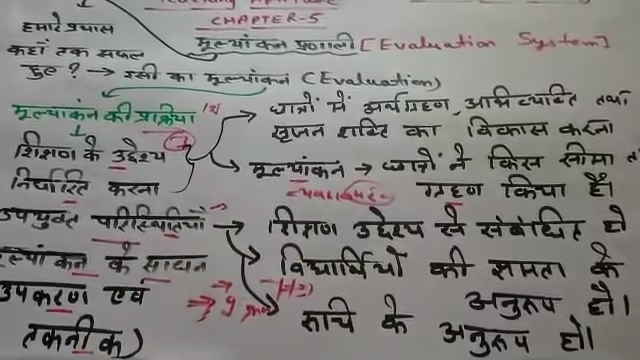 Teaching Aptitude
CHAPTER-5
मूल्यांकन प्रणाली [Evaluation System]
हमारे प्रयास
कहाँ तक सफल
हुए? → इसी का मूल्यांकन (Evaluation)
मूल्यांकन की प्रक्रिया
शिक्षण के उद्देश्य
निर्धारित करना
→ छात्रों में अर्थग्रहण, अभिव्यक्ति तथा
सृजन शक्ति का विकास करना
→ मूल्यांकन → छात्रों ने किस सीमा
ग्रहण किया है।
उपयुक्त परिस्थितियाँ → शिक्षण उद्देश्य से संबंधित हो
मूल्यांकन के साधन
उपकरण एवं
तकनीक)
विद्यार्थियों की क्षमता के
अनुरूप हो।
रूचि के अनुरूप हो।